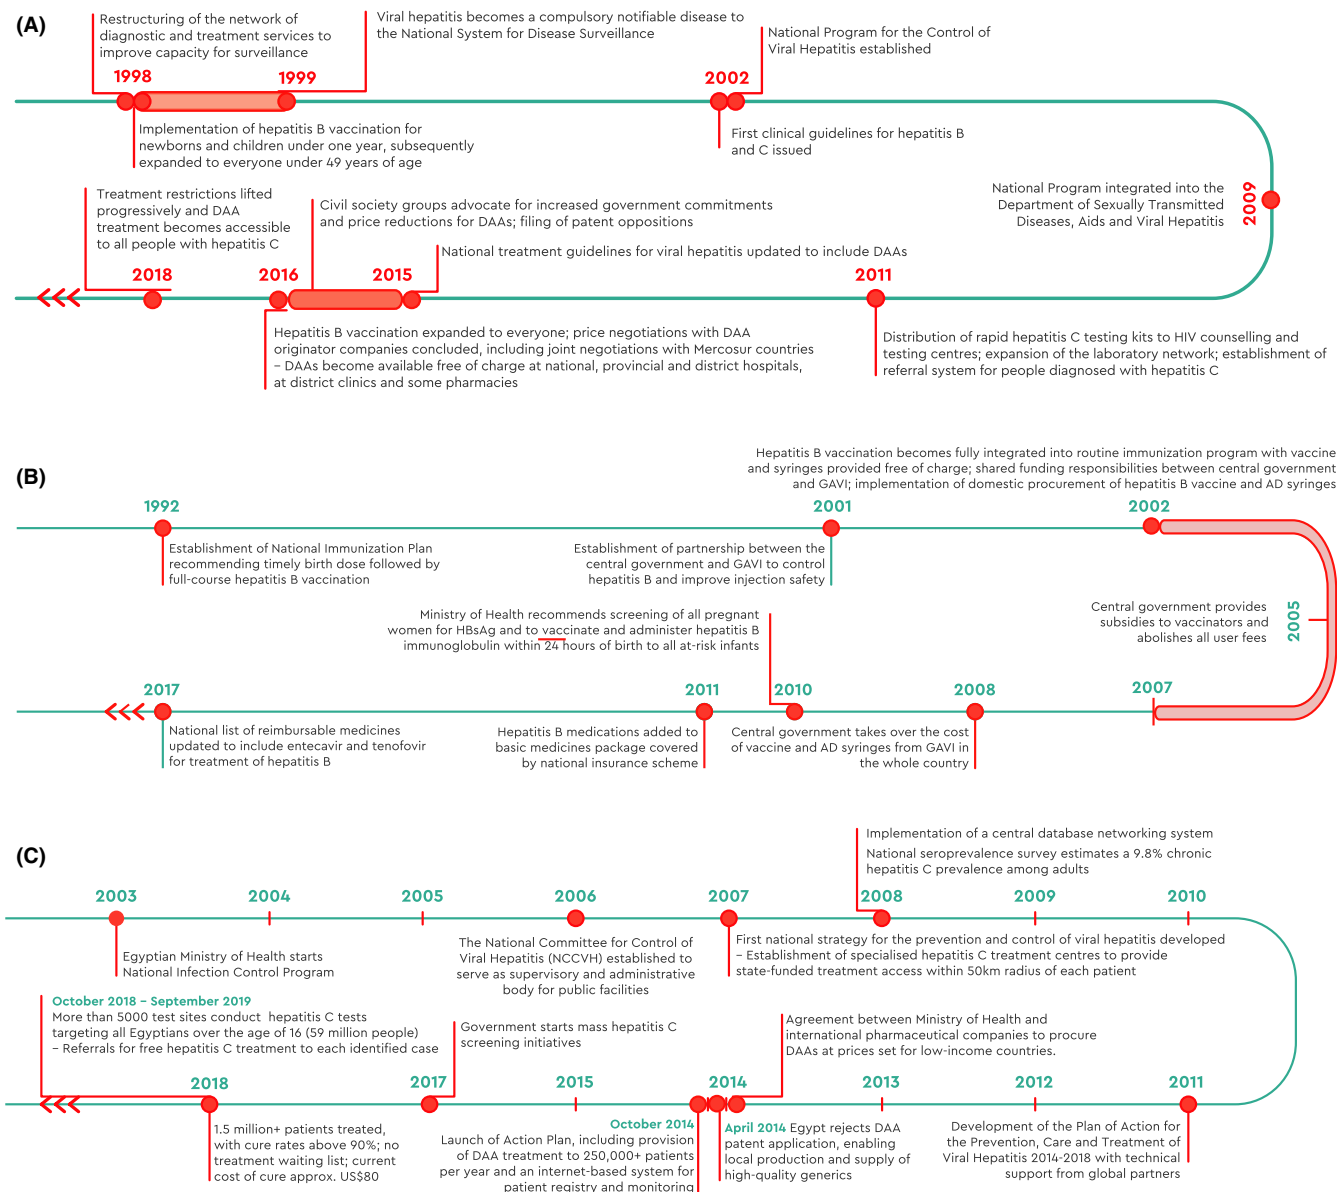 (A)
Restructuring of the network of
diagnostic and treatment services to
improve capacity for surveillance
Viral hepatitis becomes a compulsory notifiable disease to
the National System for Disease Surveillance
National Program for the Control of
Viral Hepatitis established
1998
1999
2002
Implementation of hepatitis B vaccination for
newborns and children under one year, subsequently
expanded to everyone under 49 years of age
First clinical guidelines for hepatitis B
and C issued
National Program integrated into the
Department of Sexually Transmitted
Diseases, Aids and Viral Hepatitis
2009
Treatment restrictions lifted
progressively and DAA
treatment becomes accessible
to all people with hepatitis C
Civil society groups advocate for increased government commitments
and price reductions for DAAs; filing of patent oppositions
National treatment guidelines for viral hepatitis updated to include DAAs
2018
2016
2015
2011
Hepatitis B vaccination expanded to everyone; price negotiations with DAA
originator companies concluded, including joint negotiations with Mercosur countries
– DAAs become available free of charge at national, provincial and district hospitals,
at district clinics and some pharmacies
Distribution of rapid hepatitis C testing kits to HIV counselling and
testing centres; expansion of the laboratory network; establishment of
referral system for people diagnosed with hepatitis C
(B)
Hepatitis B vaccination becomes fully integrated into routine immunization program with vaccine
and syringes provided free of charge; shared funding responsibilities between central government
and GAVI; implementation of domestic procurement of hepatitis B vaccine and AD syringes
1992
2001
2002
Establishment of National Immunization Plan
recommending timely birth dose followed by
full-course hepatitis B vaccination
Establishment of partnership between the
central government and GAVI to control
hepatitis B and improve injection safety
Central government provides
subsidies to vaccinators and
abolishes all user fees
2005
Ministry of Health recommends screening of all pregnant
women for HBsAg and to vaccinate and administer hepatitis B
immunoglobulin within 24 hours of birth to all at-risk infants
2017
2011
2010
2008
2007
National list of reimbursable medicines
updated to include entecavir and tenofovir
for treatment of hepatitis B
Hepatitis B medications added to
basic medicines package covered
by national insurance scheme
Central government takes over the cost
of vaccine and AD syringes from GAVI in
the whole country
(C)
Implementation of a central database networking system
National seroprevalence survey estimates a 9.8% chronic
hepatitis C prevalence among adults
2003
2004
2005
2006
2007
2008
2009
2010
Egyptian Ministry of Health starts
National Infection Control Program
The National Committee for Control of
Viral Hepatitis (NCCVH) established to
serve as supervisory and administrative
body for public facilities
First national strategy for the prevention and control of viral hepatitis developed
– Establishment of specialised hepatitis C treatment centres to provide
state-funded treatment access within 50km radius of each patient
October 2018 – September 2019
More than 5000 test sites conduct hepatitis C tests
targeting all Egyptians over the age of 16 (59 million people)
– Referrals for free hepatitis C treatment to each identified case
Government starts mass hepatitis C
screening initiatives
Agreement between Ministry of Health and
international pharmaceutical companies to procure
DAAs at prices set for low-income countries.
2018
2017
2015
2014
2013
2012
2011
1.5 million+ patients treated,
with cure rates above 90%; no
treatment waiting list; current
cost of cure approx. US$80
October 2014
Launch of Action Plan, including provision
of DAA treatment to 250,000+ patients
per year and an internet-based system for
patient registry and monitoring
April 2014 Egypt rejects DAA
patent application, enabling
local production and supply of
high-quality generics
Development of the Plan of Action for
the Prevention, Care and Treatment of
Viral Hepatitis 2014-2018 with technical
support from global partners